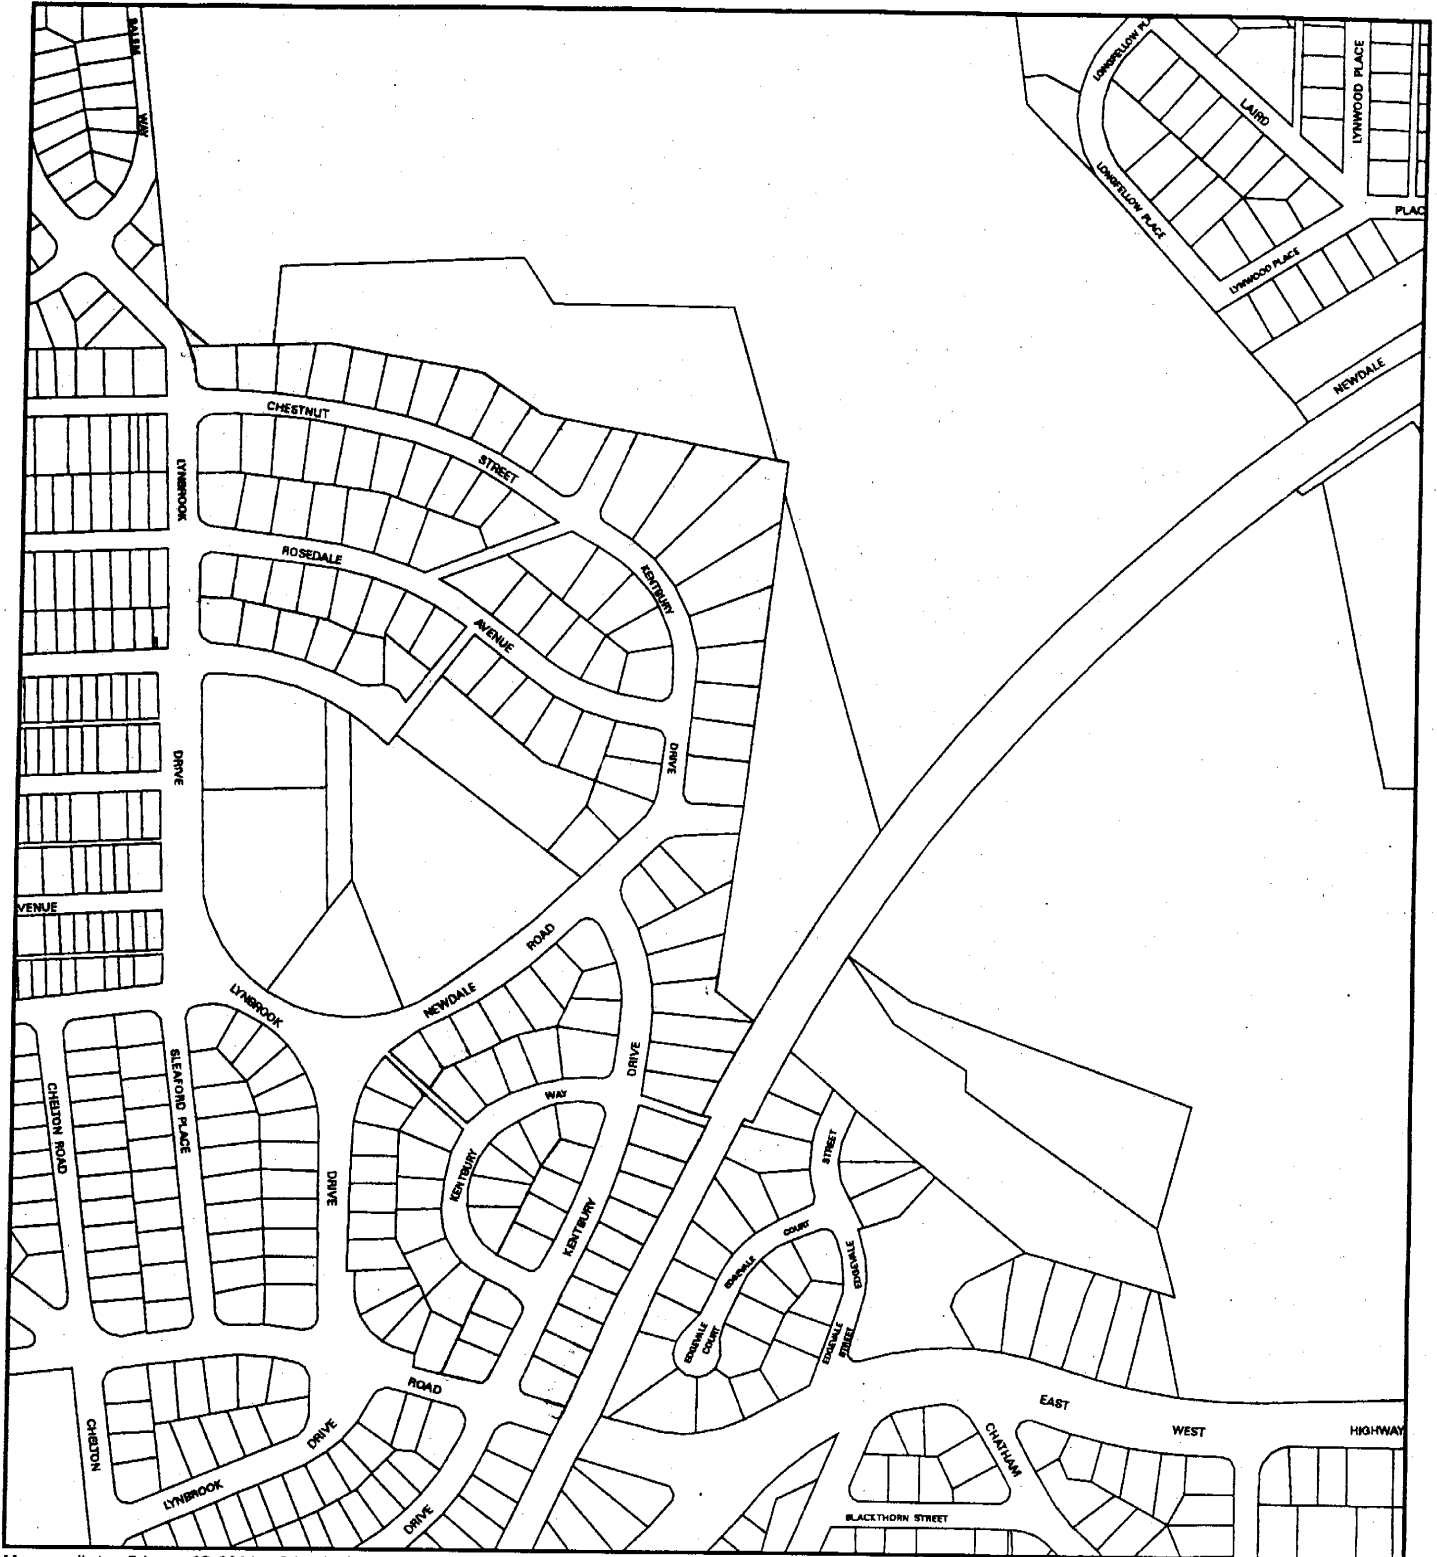 SALEM
WAY
LONGFELLOW PL
LAIRD
LYNWOOD PLACE
LONGFELLOW PLACE
PLAC
LYNWOOD PLACE
NEWDALE
CHESTNUT
STREET
LYNBROOK
ROSEDALE
KENTBURY
AVENUE
DRIVE
DRIVE
VENUE
LYNBROOK
NEWDALE
ROAD
SLEAFORD PLACE
CHELTON ROAD
DRIVE
WAY
KENTBURY
DRIVE
KENTBURY
STREET
COURT
EDGEVALE
EDGEVALE
EDGEVALE
COURT
EDGEVALE
STREET
ROAD
DRIVE
CHELTON
LYNBROOK
DRIVE
EAST
WEST
HIGHWAY
CHATHAM
BLACKTHORN STREET